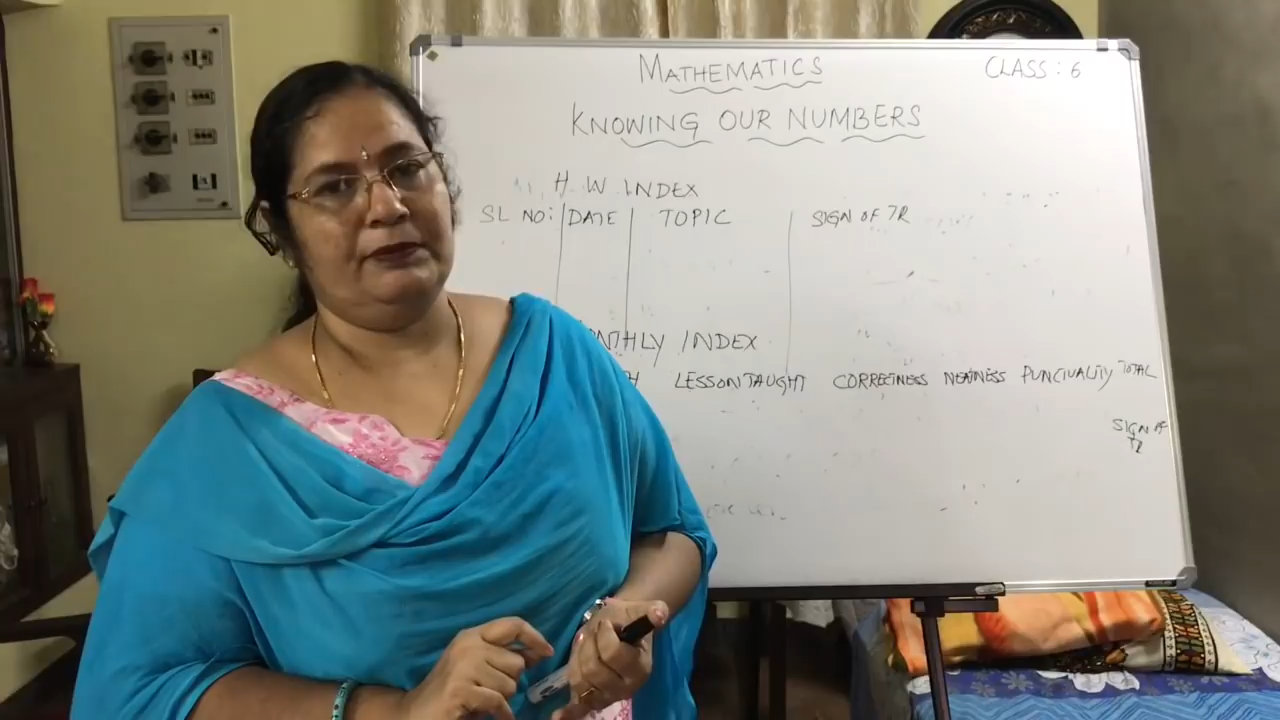 MATHEMATICS
CLASS : 6
KNOWING OUR NUMBERS
H.W INDEX
SL NO: DATE TOPIC SIGN OF TR
NTHLY INDEX
H LESSON TAUGHT CORRECTNESS NEATNESS PUNCTUALITY TOTAL
SIGN OF
TR